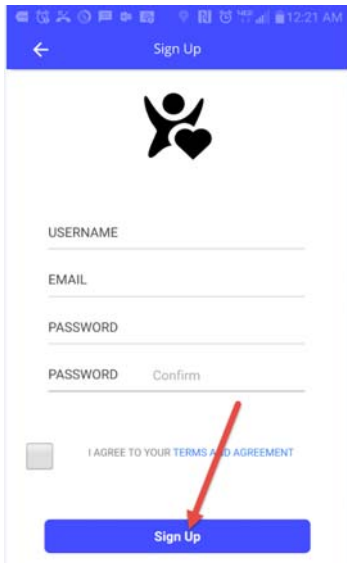 12:21 AM
Sign Up
USERNAME
EMAIL
PASSWORD
PASSWORD Confirm
I AGREE TO YOUR TERMS AND AGREEMENT
Sign Up